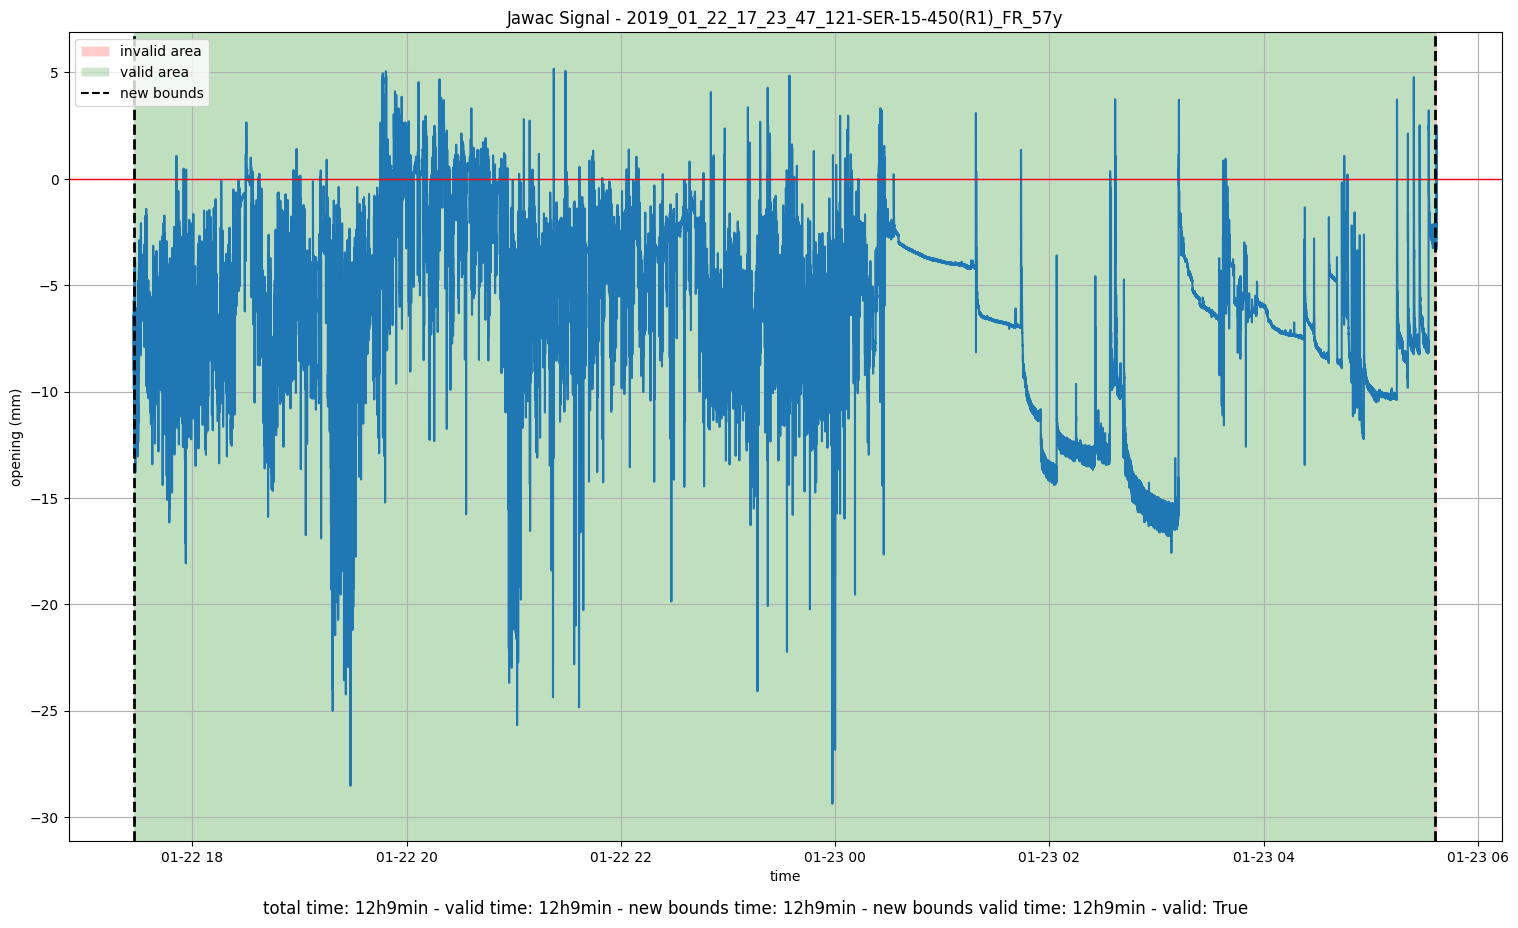 Jawac Signal - 2019_01_22_17_23_47_121-SER-15-450(R1)_FR_57y
invalid area
valid area
new bounds
5
0
−5
−10
−15
−20
−25
−30
opening (mm)
01-22 18
01-22 20
01-22 22
01-23 00
01-23 02
01-23 04
01-23 06
time
total time: 12h9min - valid time: 12h9min - new bounds time: 12h9min - new bounds valid time: 12h9min - valid: True